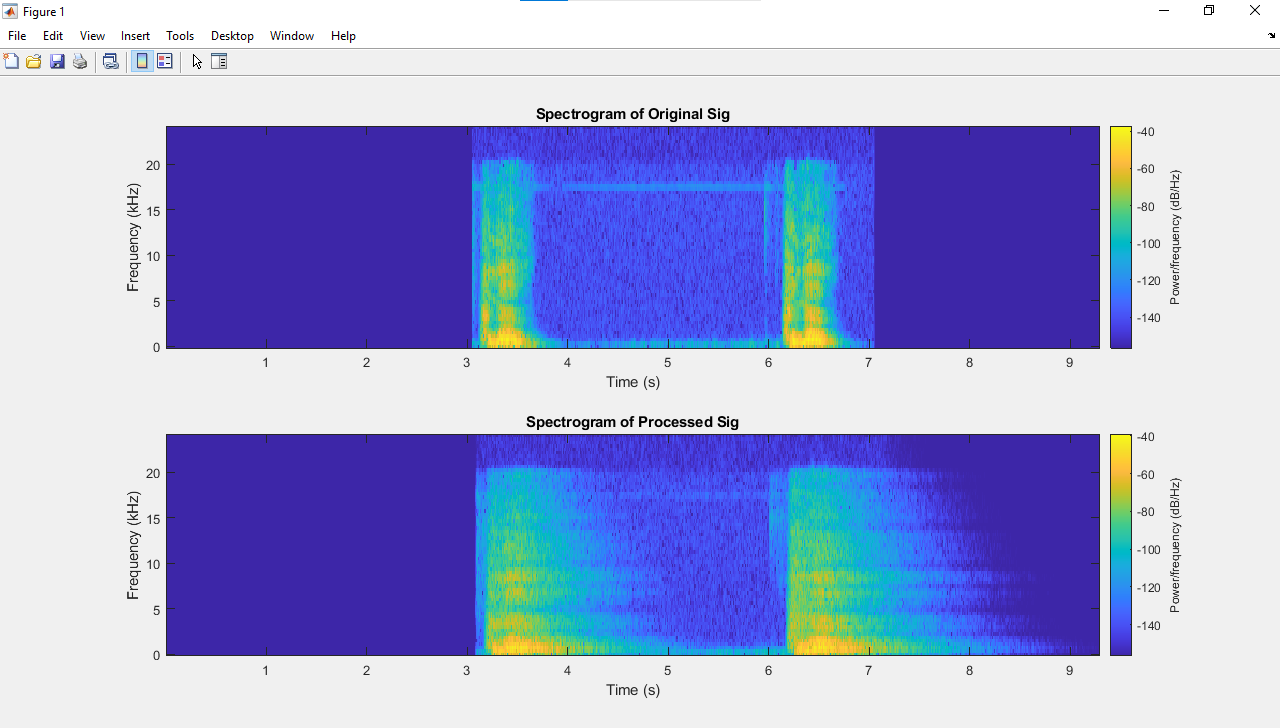 Figure 1
File Edit View Insert Tools Desktop Window Help
Spectrogram of Original Sig
Frequency (kHz)
20
15
10
5
0
1 2 3 4 5 6 7 8 9
Time (s)
-40
-60
-80
-100
-120
-140
Power/frequency (dB/Hz)
Spectrogram of Processed Sig
Frequency (kHz)
20
15
10
5
0
1 2 3 4 5 6 7 8 9
Time (s)
-40
-60
-80
-100
-120
-140
Power/frequency (dB/Hz)